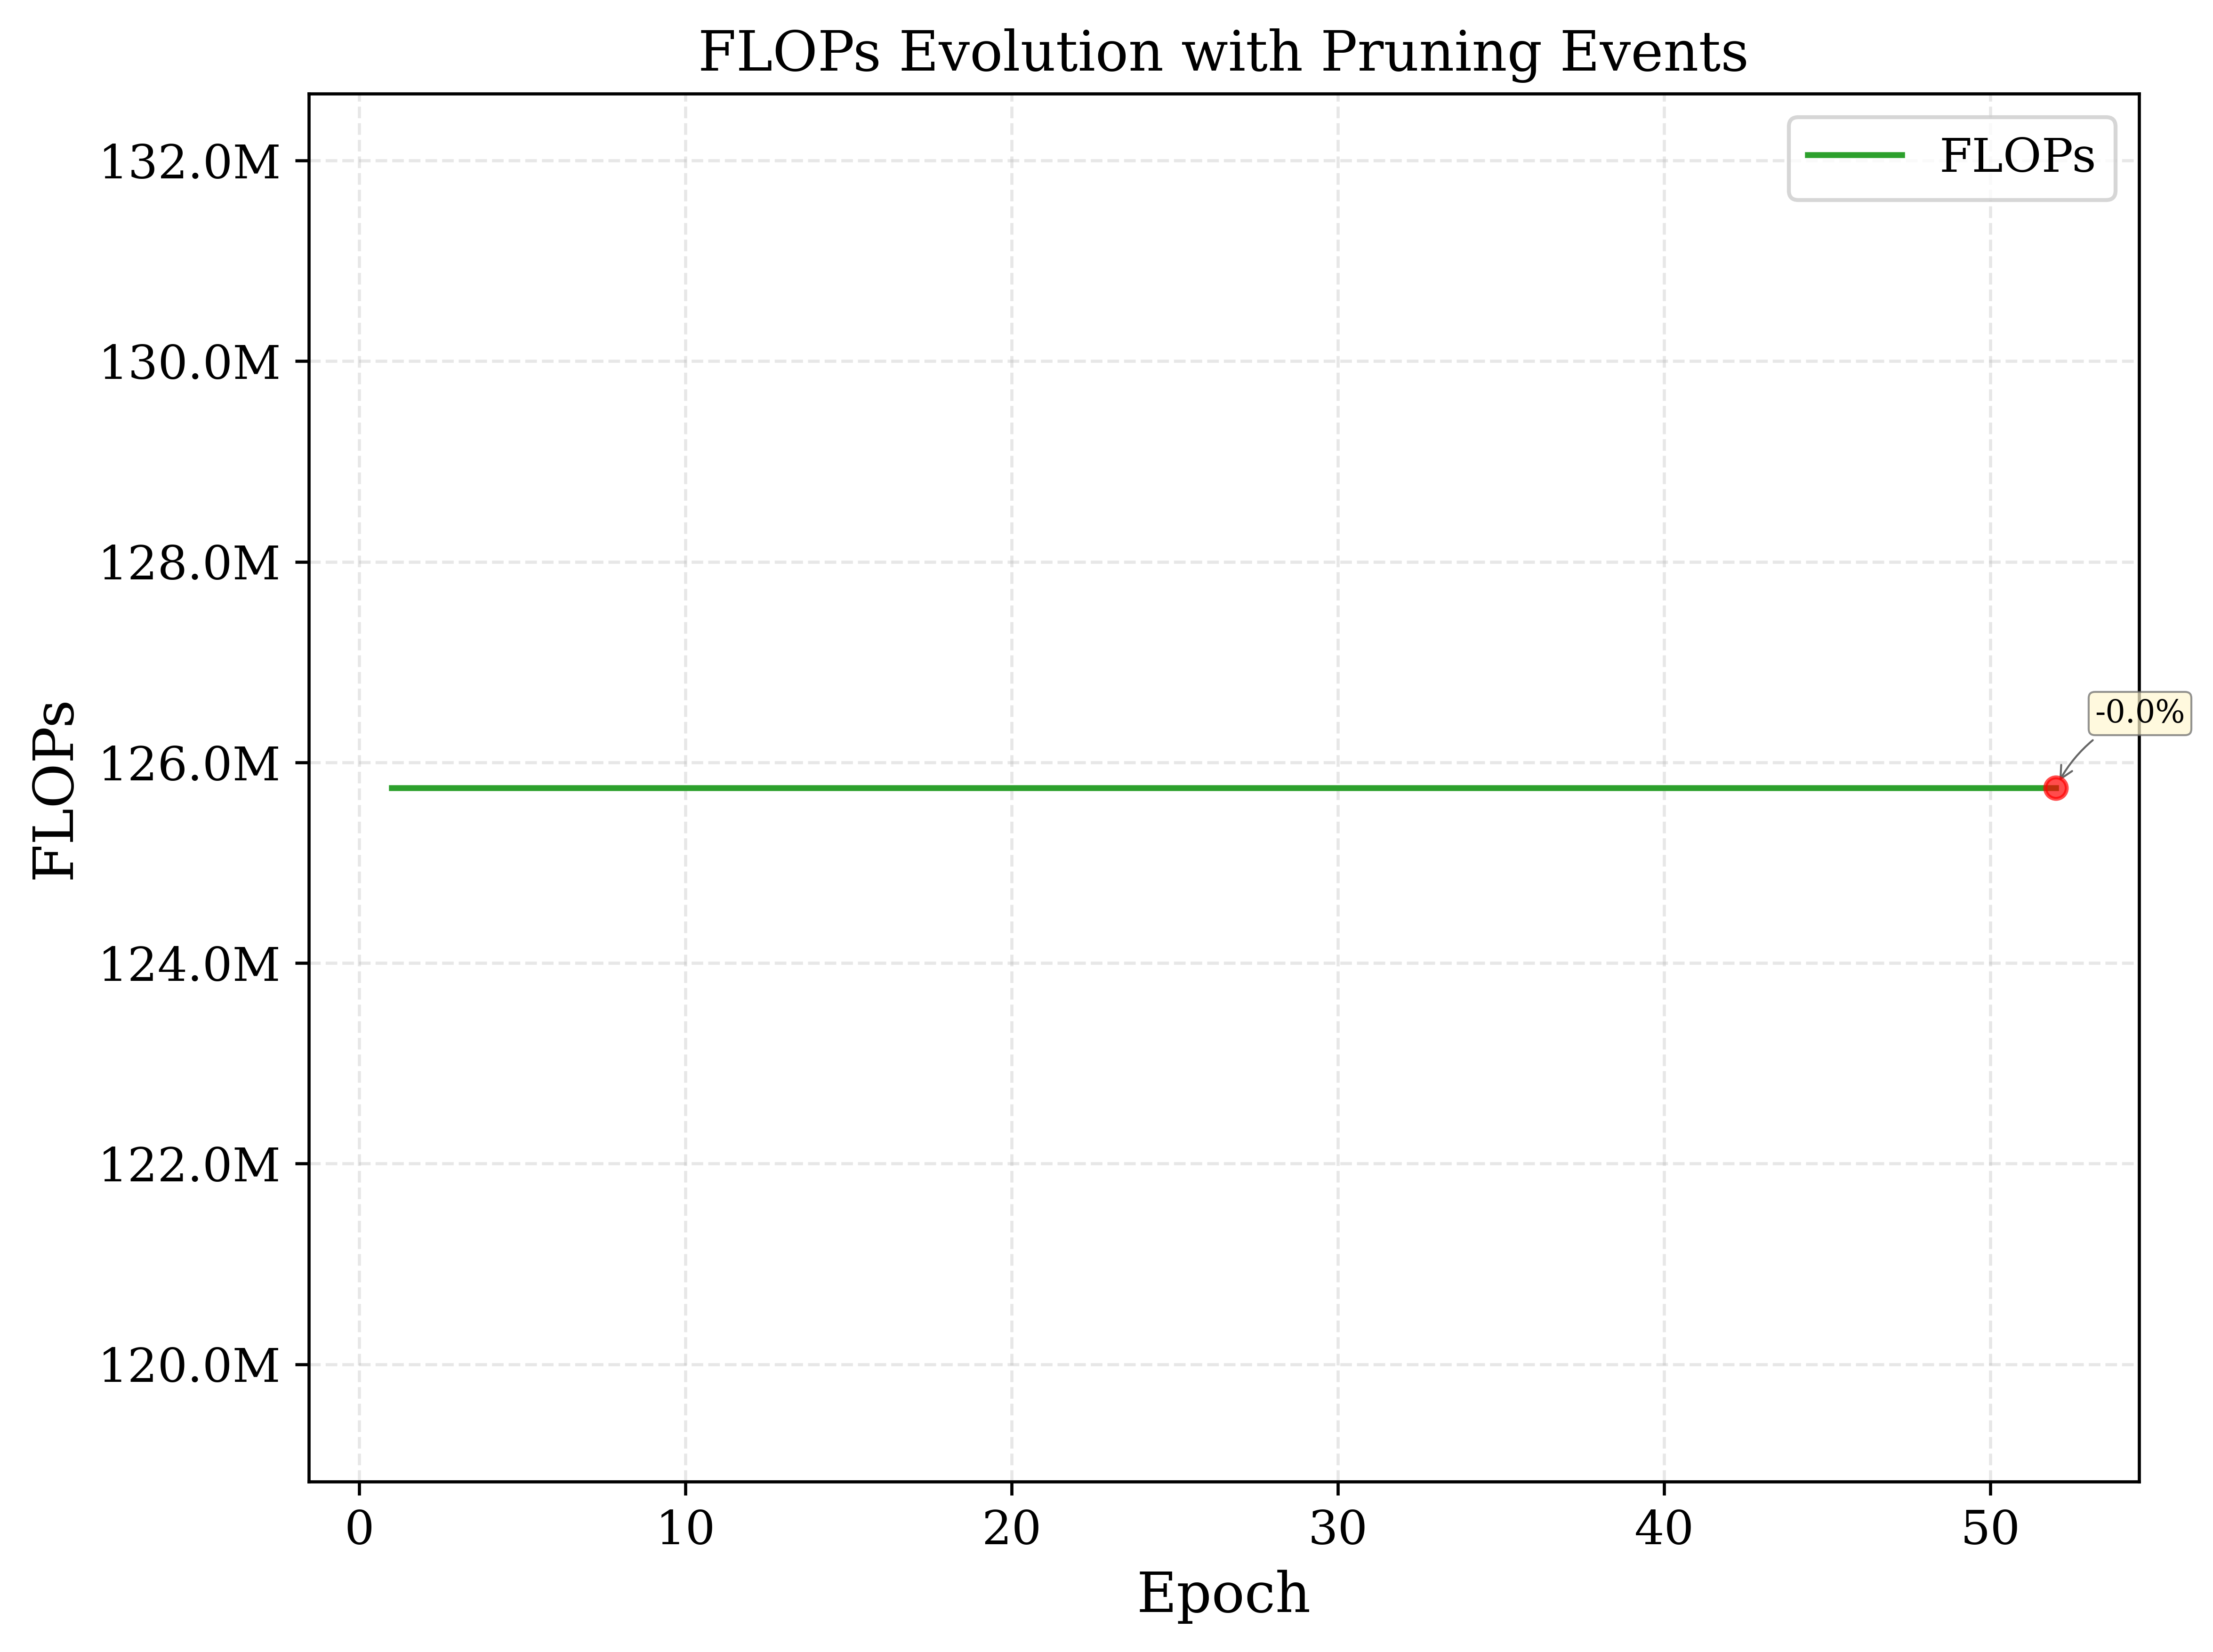 FLOPs Evolution with Pruning Events
FLOPs
132.0M
130.0M
128.0M
126.0M
124.0M
122.0M
120.0M
FLOPs
-0.0%
0 10 20 30 40 50
Epoch